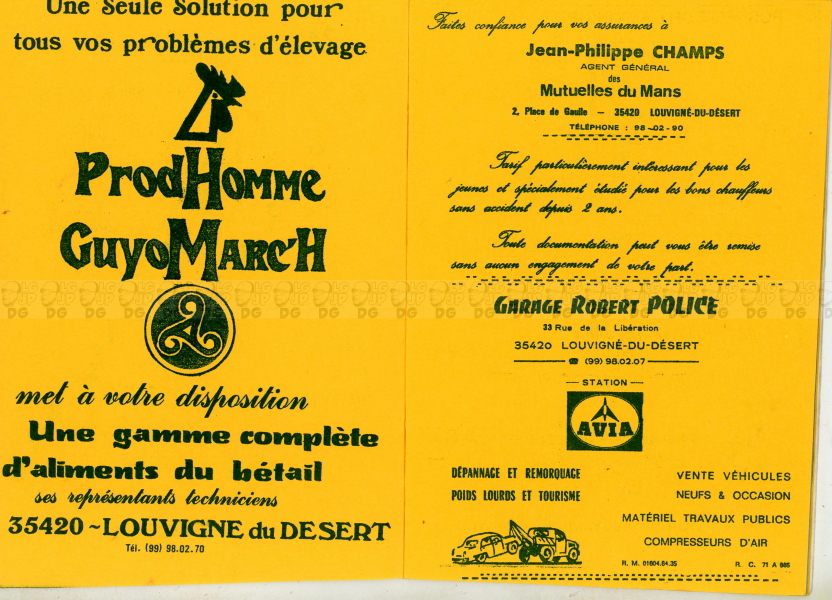 Une Seule Solution pour
tous vos problèmes d'élevage
ProdHomme
GuyoMarc'H
met à votre disposition
Une gamme complète
d'aliments du bétail
ses représentants techniciens
35420 ~ LOUVIGNE du DESERT
Tél. (99) 98.02.70
Faites confiance pour vos assurances à
Jean-Philippe CHAMPS
AGENT GÉNÉRAL
des
Mutuelles du Mans
2, Place de Gaulle — 35420 LOUVIGNÉ-DU-DÉSERT
TÉLÉPHONE : 98-02-90
Tarif particulièrement intéressant pour les
jeunes et spécialement étudié pour les bons chauffeurs
sans accident depuis 2 ans.
Toute documentation peut vous être remise
sans aucun engagement de votre part.
GARAGE ROBERT POLICE
33 Rue de la Libération
35420 LOUVIGNÉ-DU-DÉSERT
☎ (99) 98.02.07
— STATION —
AVIA
DÉPANNAGE ET REMORQUAGE
POIDS LOURDS ET TOURISME
VENTE VÉHICULES
NEUFS & OCCASION
MATÉRIEL TRAVAUX PUBLICS
COMPRESSEURS D'AIR
R. M. 01604.84.35
R. C. 71 A 665